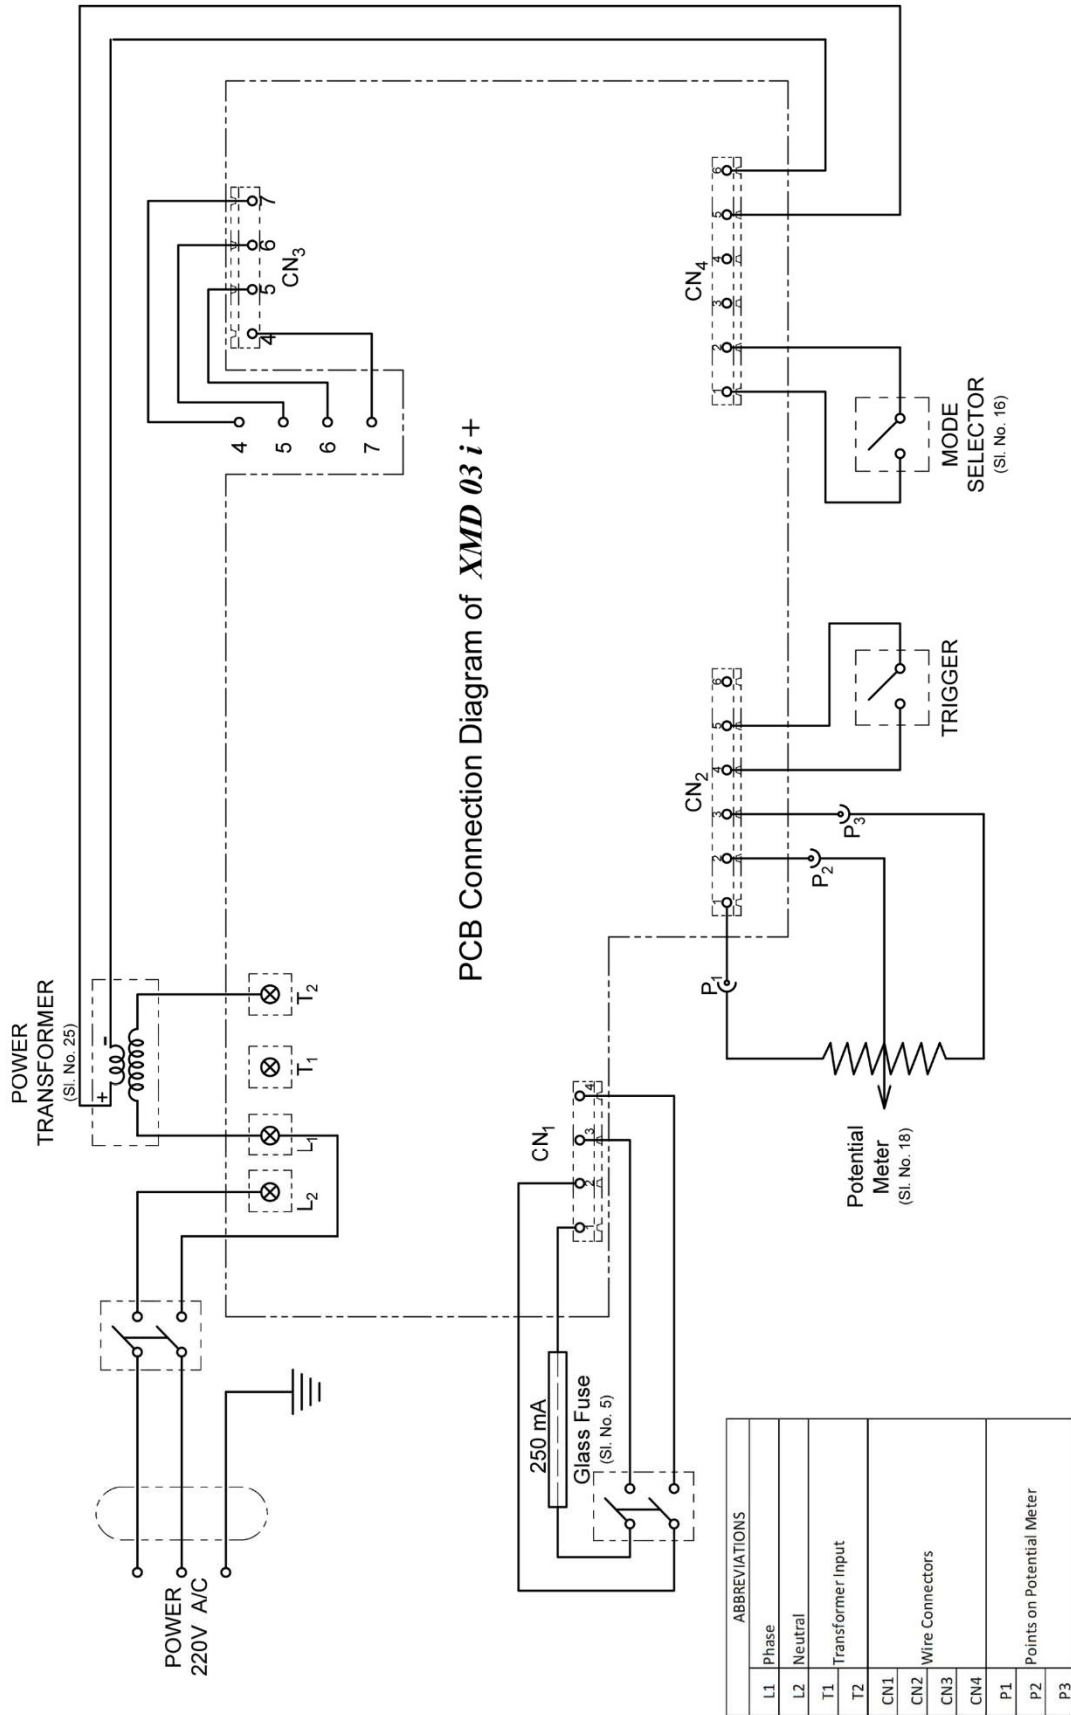 PCB Connection Diagram of XMD 03 i +
POWER
220V A/C
POWER
TRANSFORMER
(Sl. No. 25)
+
-
L2
L1
T1
T2
4
5
6
7
4
5
6
7
CN3
250 mA
Glass Fuse
(Sl. No. 5)
CN1
1
2
3
4
P1
P2
P3
Potential
Meter
(Sl. No. 18)
CN2
1
2
3
4
5
6
TRIGGER
CN4
1
2
3
4
5
6
MODE
SELECTOR
(Sl. No. 16)
ABBREVIATIONS
L1 Phase
L2 Neutral
T1 Transformer Input
T2
CN1 Wire Connectors
CN2
CN3
CN4
P1 Points on Potential Meter
P2
P3